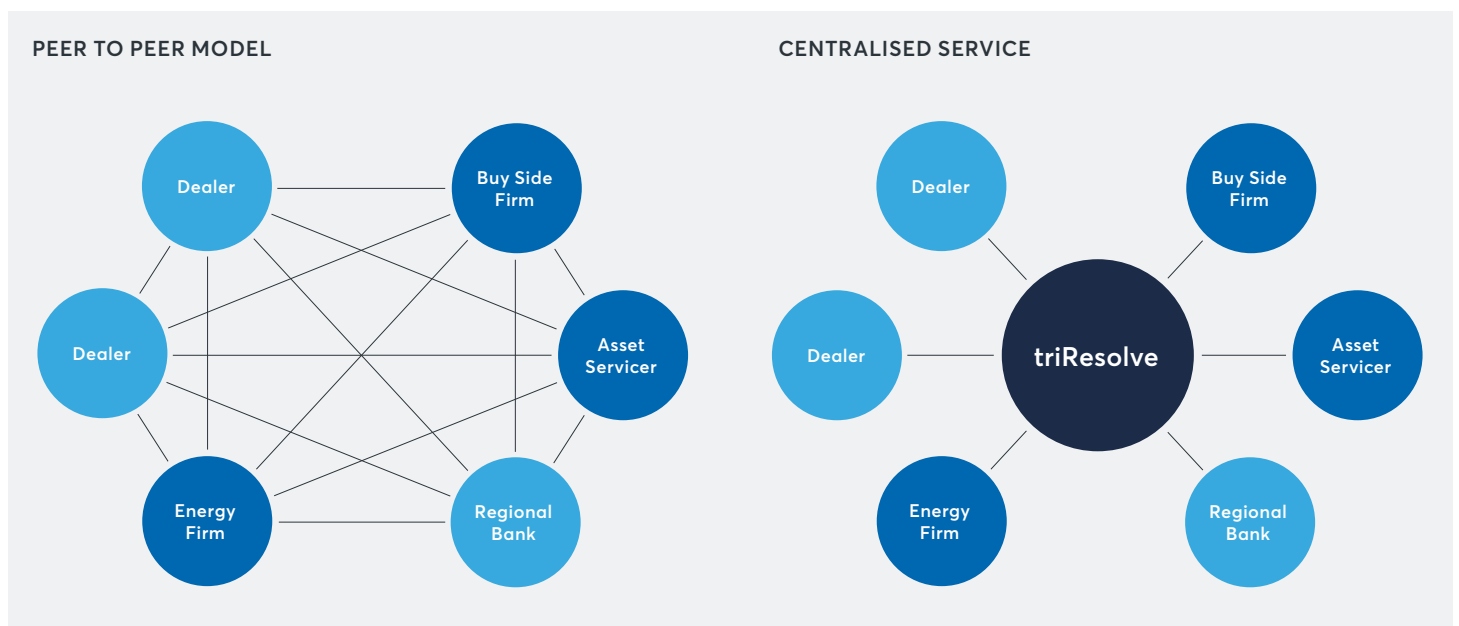 PEER TO PEER MODEL
Dealer
Buy Side
Firm
Dealer
Asset
Servicer
Energy
Firm
Regional
Bank
CENTRALISED SERVICE
Dealer
Buy Side
Firm
Dealer
triResolve
Asset
Servicer
Energy
Firm
Regional
Bank